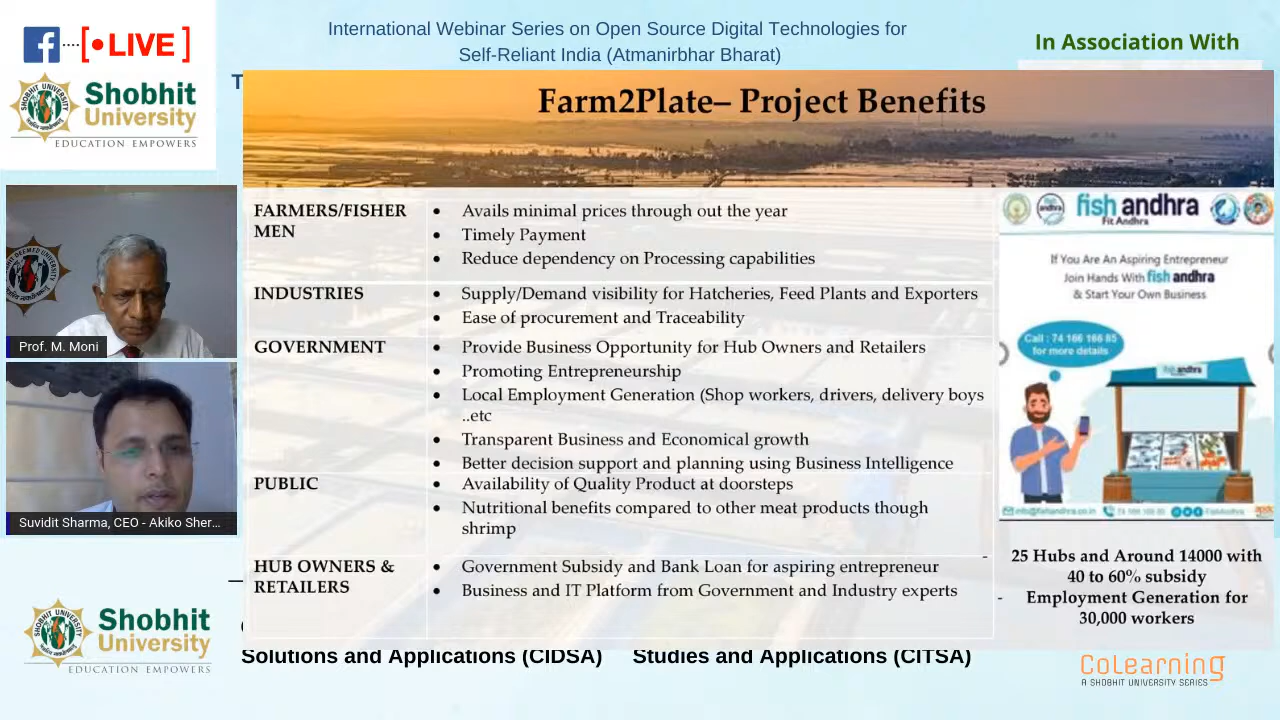 LIVE
International Webinar Series on Open Source Digital Technologies for
Self-Reliant India (Atmanirbhar Bharat)
In Association With
Shobhit
University
EDUCATION EMPOWERS
T
Farm2Plate– Project Benefits
FARMERS/FISHER
MEN
• Avails minimal prices through out the year
• Timely Payment
• Reduce dependency on Processing capabilities
INDUSTRIES
• Supply/Demand visibility for Hatcheries, Feed Plants and Exporters
• Ease of procurement and Traceability
GOVERNMENT
• Provide Business Opportunity for Hub Owners and Retailers
• Promoting Entrepreneurship
• Local Employment Generation (Shop workers, drivers, delivery boys
..etc
• Transparent Business and Economical growth
• Better decision support and planning using Business Intelligence
PUBLIC
• Availability of Quality Product at doorsteps
• Nutritional benefits compared to other meat products though
shrimp
HUB OWNERS &
RETAILERS
• Government Subsidy and Bank Loan for aspiring entrepreneur
• Business and IT Platform from Government and Industry experts
fish andhra
Fit Andhra
If You Are An Aspiring Entrepreneur
Join Hands With fish andhra
& Start Your Own Business
Call : 74 166 166 85
for more details
fish andhra
- 25 Hubs and Around 14000 with
40 to 60% subsidy
- Employment Generation for
30,000 workers
Prof. M. Moni
Suvidit Sharma, CEO - Akiko Sher...
Shobhit
University
EDUCATION EMPOWERS
Solutions and Applications (CIDSA) Studies and Applications (CITSA)
CoLearning
A SHOBHIT UNIVERSITY SERIES